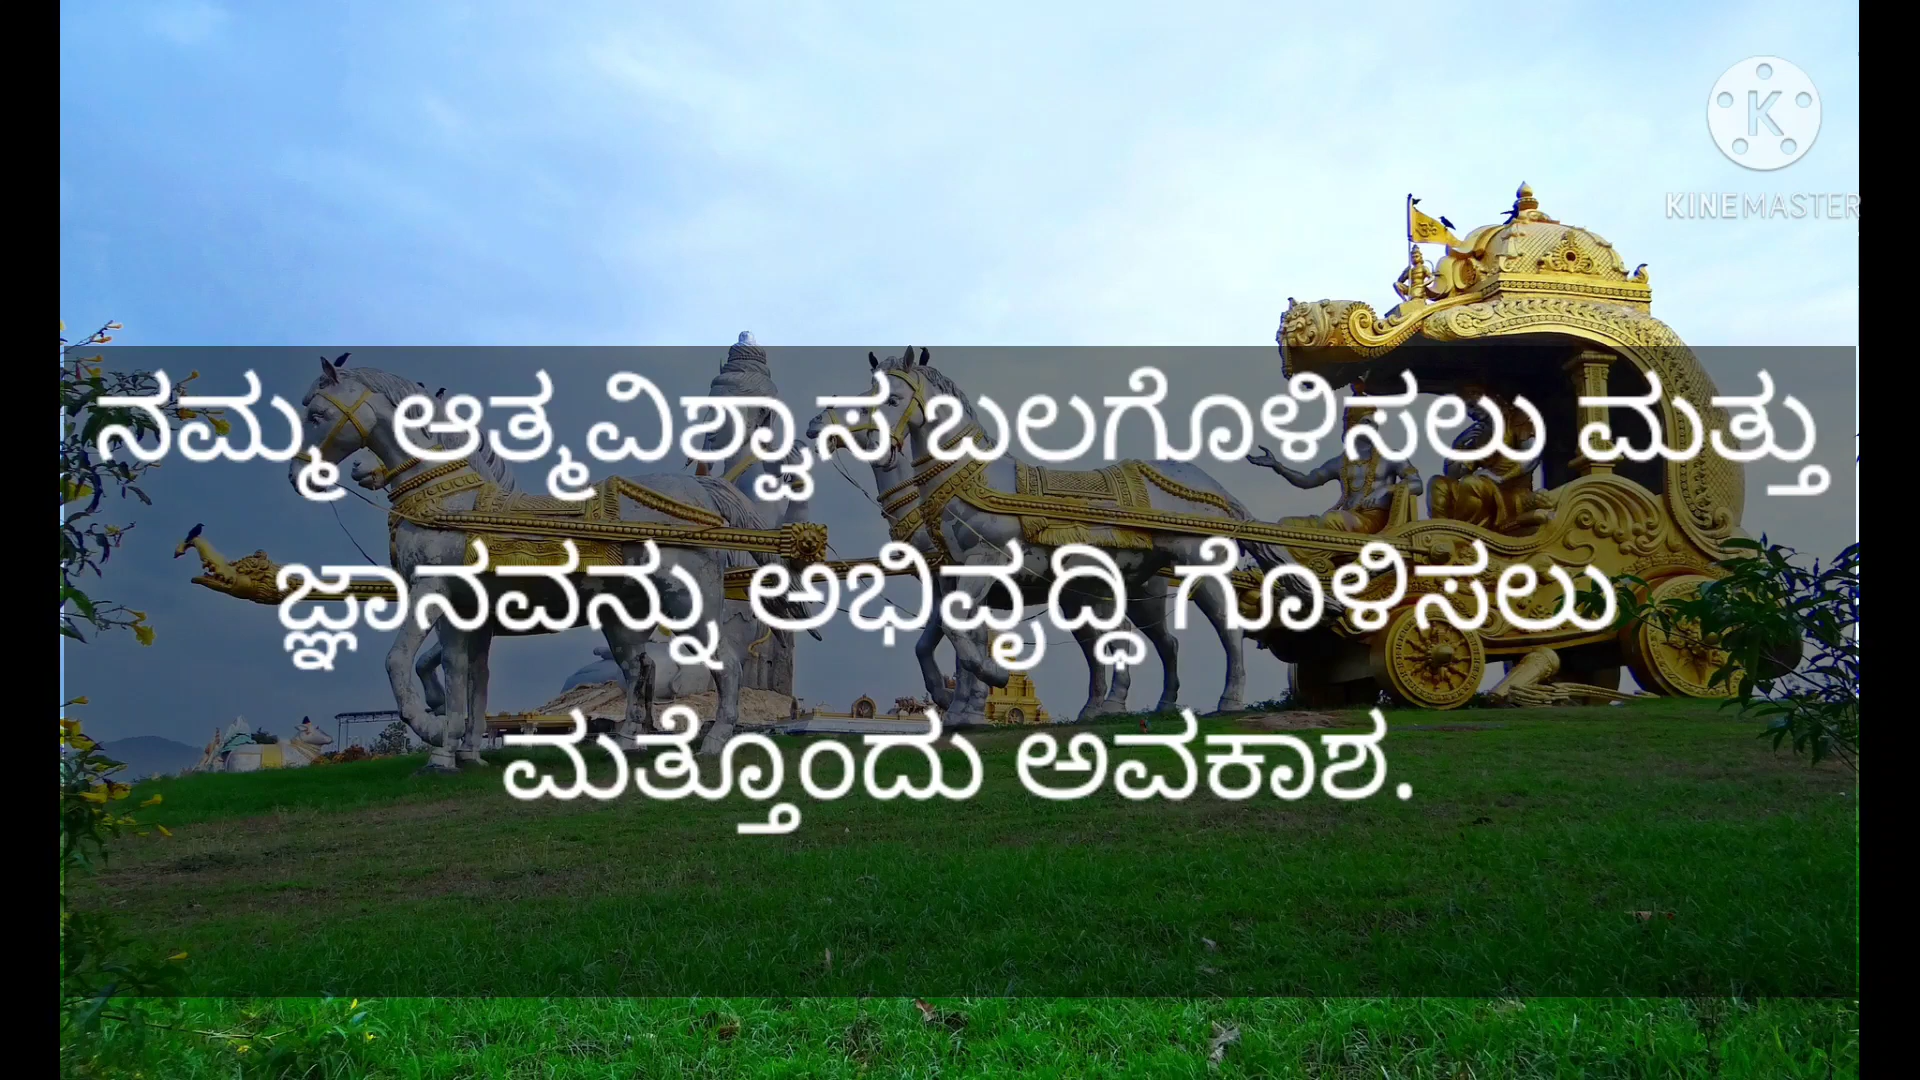 KINEMASTER
ನಮ್ಮ ಆತ್ಮವಿಶ್ವಾಸ ಬಲಗೊಳಿಸಲು ಮತ್ತು
ಜ್ಞಾನವನ್ನು ಅಭಿವೃದ್ಧಿ ಗೊಳಿಸಲು
ಮತ್ತೊಂದು ಅವಕಾಶ.